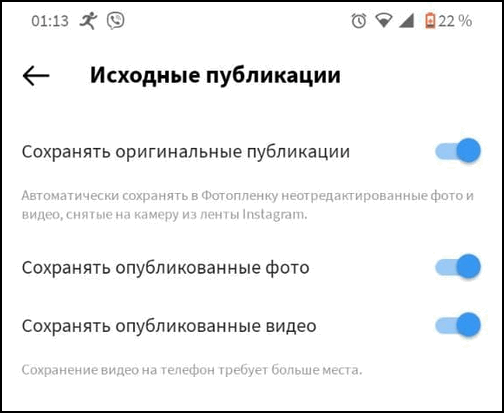 01:13 22 %
Исходные публикации
Сохранять оригинальные публикации
Автоматически сохранять в Фотопленку неотредактированные фото и
видео, снятые на камеру из ленты Instagram.
Сохранять опубликованные фото
Сохранять опубликованные видео
Сохранение видео на телефон требует больше места.